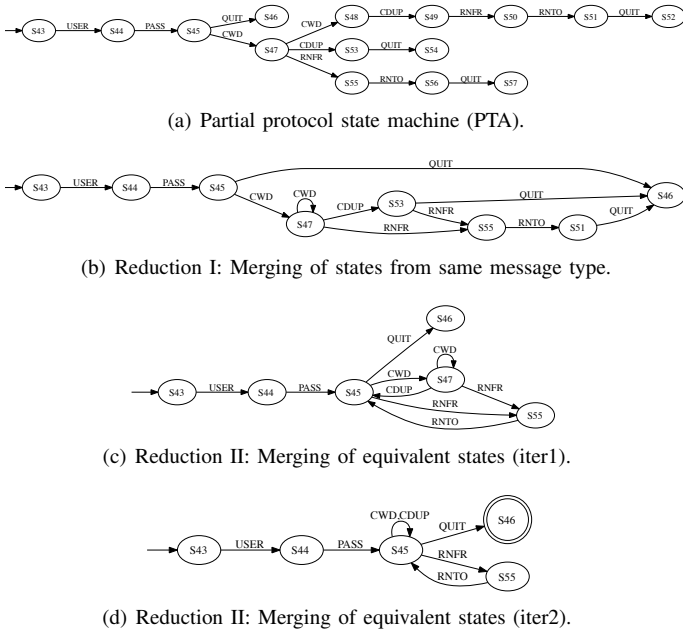 QUIT S46 CWD S48 CDUP S49 RNFR S50 RNTO S51 QUIT S52
S43 USER S44 PASS S45 CWD S47 CDUP S53 QUIT S54
RNFR S55 RNTO S56 QUIT S57
(a) Partial protocol state machine (PTA).
QUIT
S43 USER S44 PASS S45 CWD CWD S47 CDUP S53 QUIT S46
RNFR RNFR S55 RNTO S51 QUIT
(b) Reduction I: Merging of states from same message type.
S46
QUIT CWD
S43 USER S44 PASS S45 CWD S47 CDUP RNFR
RNFR S55
RNTO
(c) Reduction II: Merging of equivalent states (iter1).
CWD,CDUP QUIT S46
S43 USER S44 PASS S45 RNFR
RNTO S55
(d) Reduction II: Merging of equivalent states (iter2).